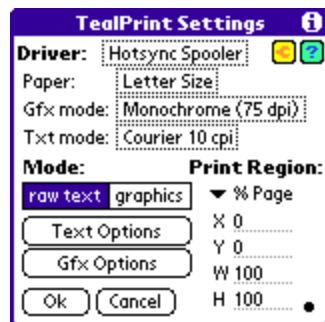 TealPrint Settings i
Driver: Hotsync Spooler ?
Paper: Letter Size
Gfx mode: Monochrome (75 dpi)
Txt mode: Courier 10 cpi
Mode: Print Region:
raw text graphics % Page
Text Options X 0
Y 0
Gfx Options W 100
Ok Cancel H 100